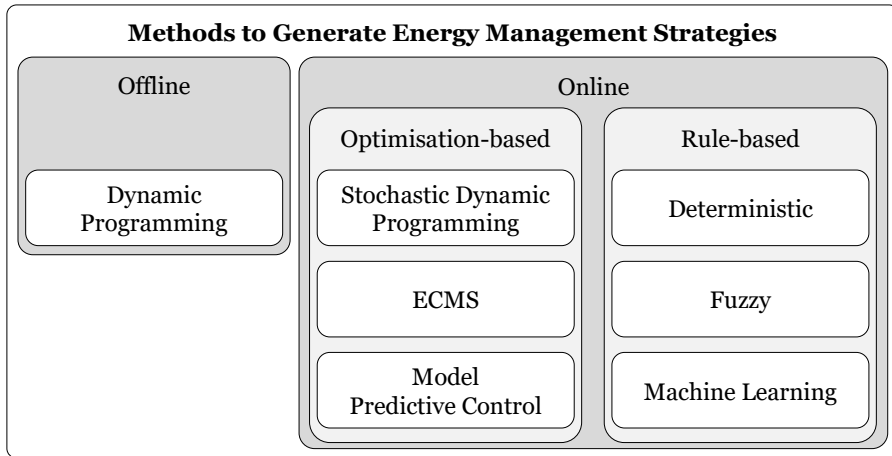 Methods to Generate Energy Management Strategies
Offline
Dynamic
Programming
Online
Optimisation-based
Stochastic Dynamic
Programming
ECMS
Model
Predictive Control
Rule-based
Deterministic
Fuzzy
Machine Learning